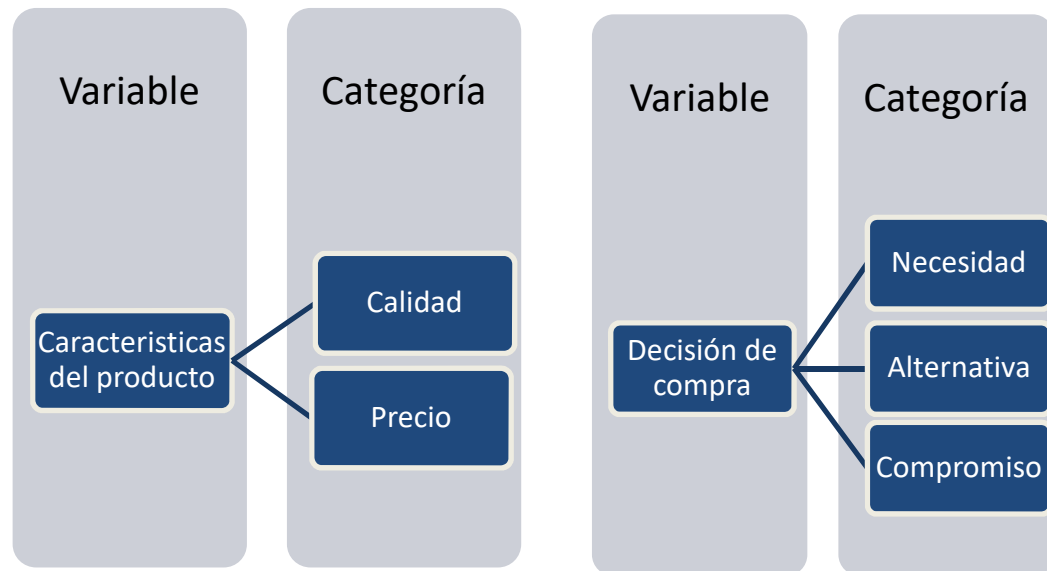 Variable
Categoría
Caracteristicas
del producto
Calidad
Precio
Variable
Categoría
Decisión de
compra
Necesidad
Alternativa
Compromiso